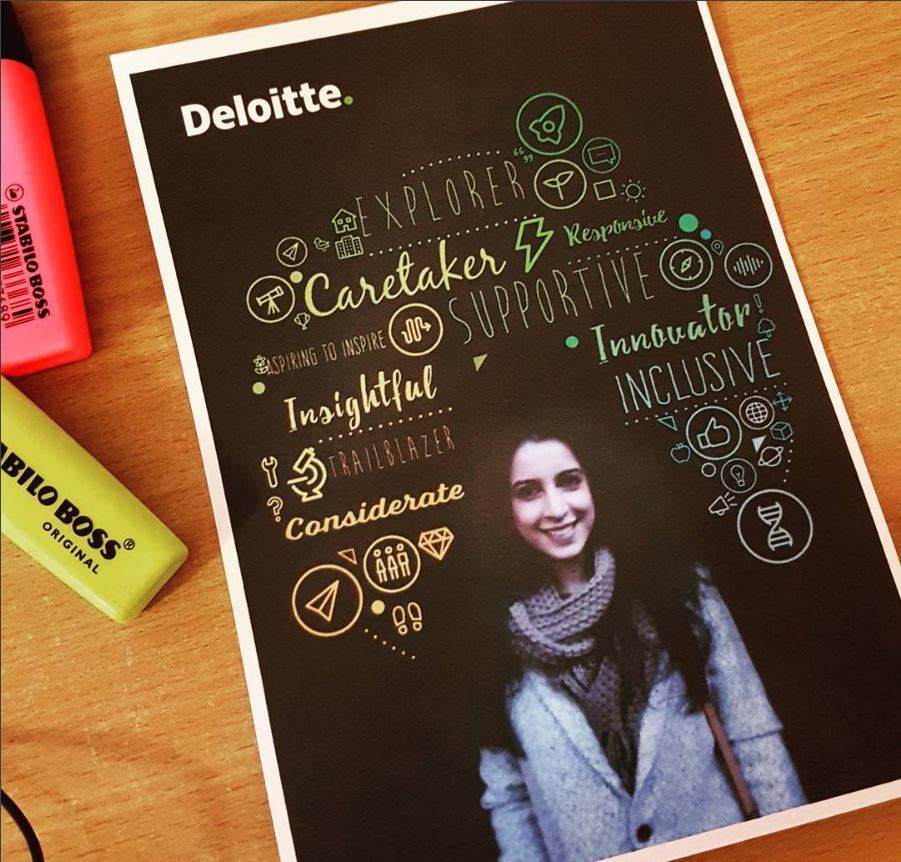 Deloitte.
EXPLORER
Caretaker
Responsive
SUPPORTIVE
ASPIRING TO INSPIRE
Innovator
Insightful
INCLUSIVE
TRAILBLAZER
Considerate
STABILO BOSS
STABILO BOSS®
ORIGINAL